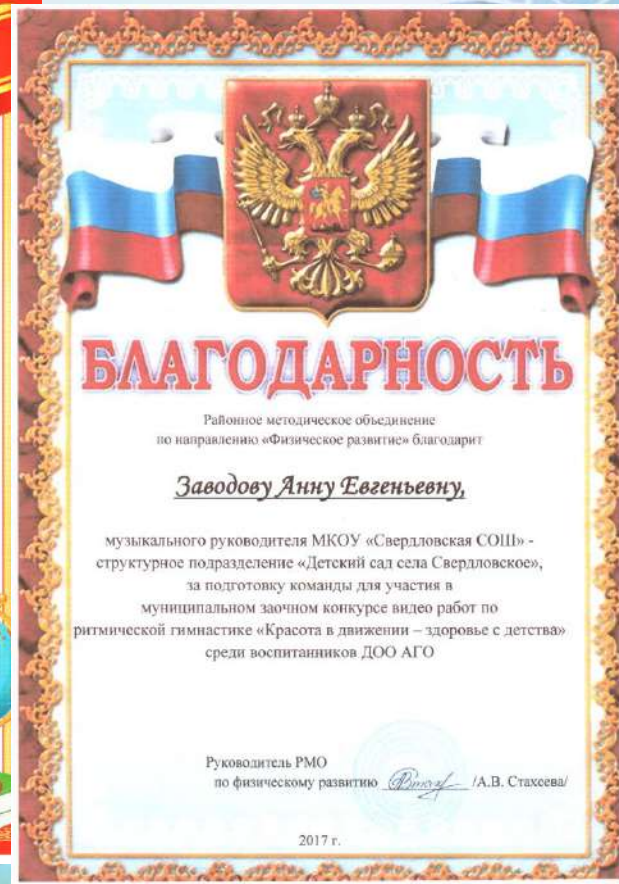 БЛАГОДАРНОСТЬ
Районное методическое объединение
по направлению «Физическое развитие» благодарит
Заводову Анну Евгеньевну,
музыкального руководителя МКОУ «Свердловская СОШ» -
структурное подразделение «Детский сад села Свердловское»,
за подготовку команды для участия в
муниципальном заочном конкурсе видео работ по
ритмической гимнастике «Красота в движении – здоровье с детства»
среди воспитанников ДОО АГО
Руководитель РМО
по физическому развитию /А.В. Стахеева/
2017 г.